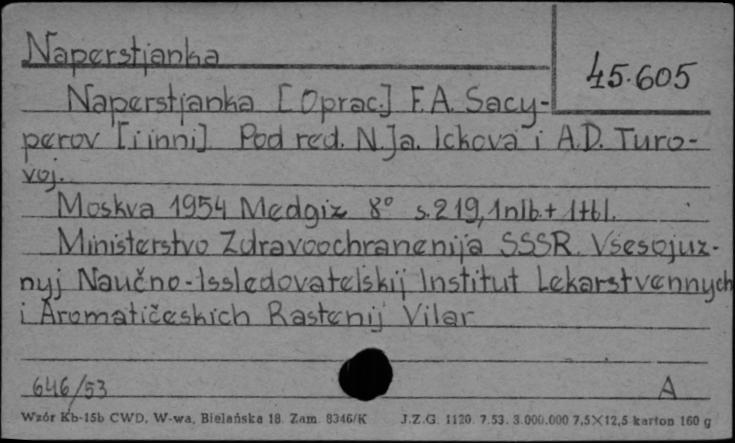 Naperstjanka
45.605
Naperstjanka [Oprac.] F.A. Sacy-
perov [i inni]. Pod red. N.Ja. Ickova i A.D. Turo-
voj.
Moskva 1954 Medgiz 8° s.219, 1nlb.+ 1tbl.
Ministerstvo Zdravoochranenija SSSR. Vsesojuz-
nyj Naučno-Issledovatelskij Institut Lekarstvennych
i Aromatičeskich Rastenij Vilar
646/53
A
Wzór Kb-15b CWD, W-wa, Bielańska 18. Zam. 8346/K J.Z.G. 1120. 7.53. 3.000.000 7,5×12,5 karton 160 g